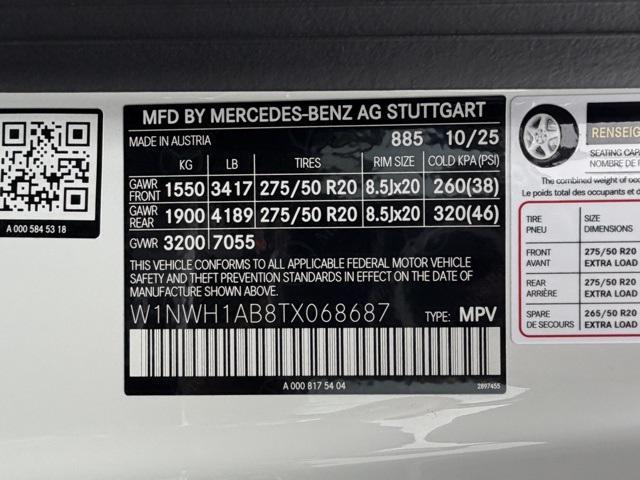 MFD BY MERCEDES-BENZ AG STUTTGART
MADE IN AUSTRIA 885 10/25
KG LB TIRES RIM SIZE COLD KPA(PSI)
GAWR FRONT 1550 3417 275/50 R20 8.5Jx20 260(38)
GAWR REAR 1900 4189 275/50 R20 8.5Jx20 320(46)
GVWR 3200 7055
THIS VEHICLE CONFORMS TO ALL APPLICABLE FEDERAL MOTOR VEHICLE
SAFETY AND THEFT PREVENTION STANDARDS IN EFFECT ON THE DATE
OF MANUFACTURE SHOWN ABOVE.
W1NWH1AB8TX068687 TYPE: MPV
A 000 817 54 04 2897455
A 000 584 53 18
RENSEIG
SEATING CAPA
NOMBRE DE
The combined weight of occup
Le poids total des occupants et d
TIRE PNEU SIZE DIMENSIONS
FRONT AVANT 275/50 R20 EXTRA LOAD
REAR ARRIÈRE 275/50 R20 EXTRA LOAD
SPARE DE SECOURS 265/50 R20 EXTRA LOAD